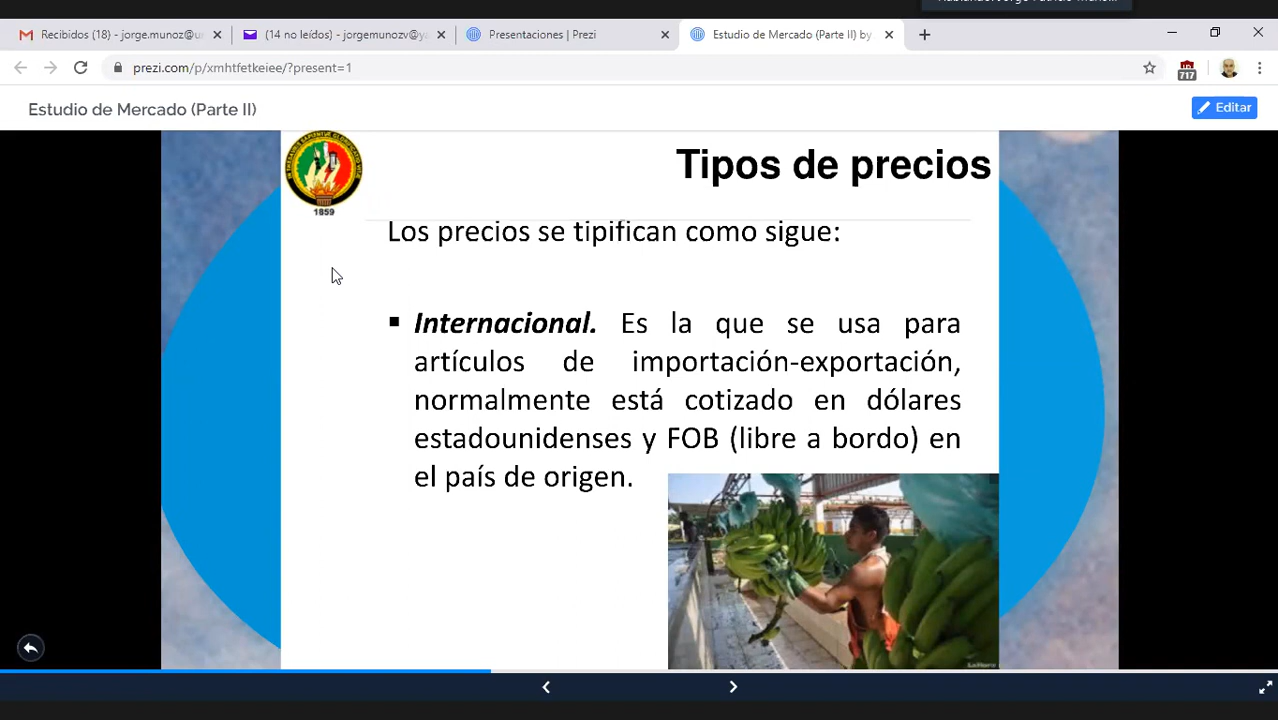 Recibidos (18) - jorge.munoz@u
(14 no leídos) - jorgemunozv@y
Presentaciones | Prezi
Estudio de Mercado (Parte II) by
prezi.com/p/xmhtfetkeiee/?present=1
717
Estudio de Mercado (Parte II)
Editar
1859
Tipos de precios
Los precios se tipifican como sigue:
Internacional. Es la que se usa para
artículos de importación-exportación,
normalmente está cotizado en dólares
estadounidenses y FOB (libre a bordo) en
el país de origen.